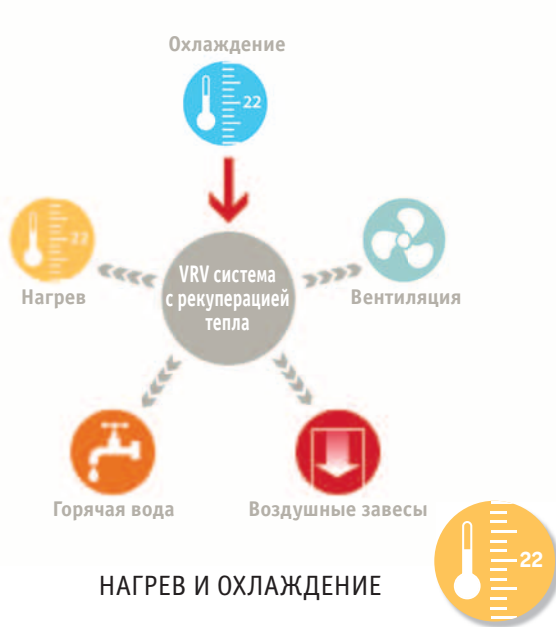 Охлаждение
22
22
Нагрев
VRV система
с рекуперацией
тепла
Вентиляция
Горячая вода
Воздушные завесы
НАГРЕВ И ОХЛАЖДЕНИЕ
22